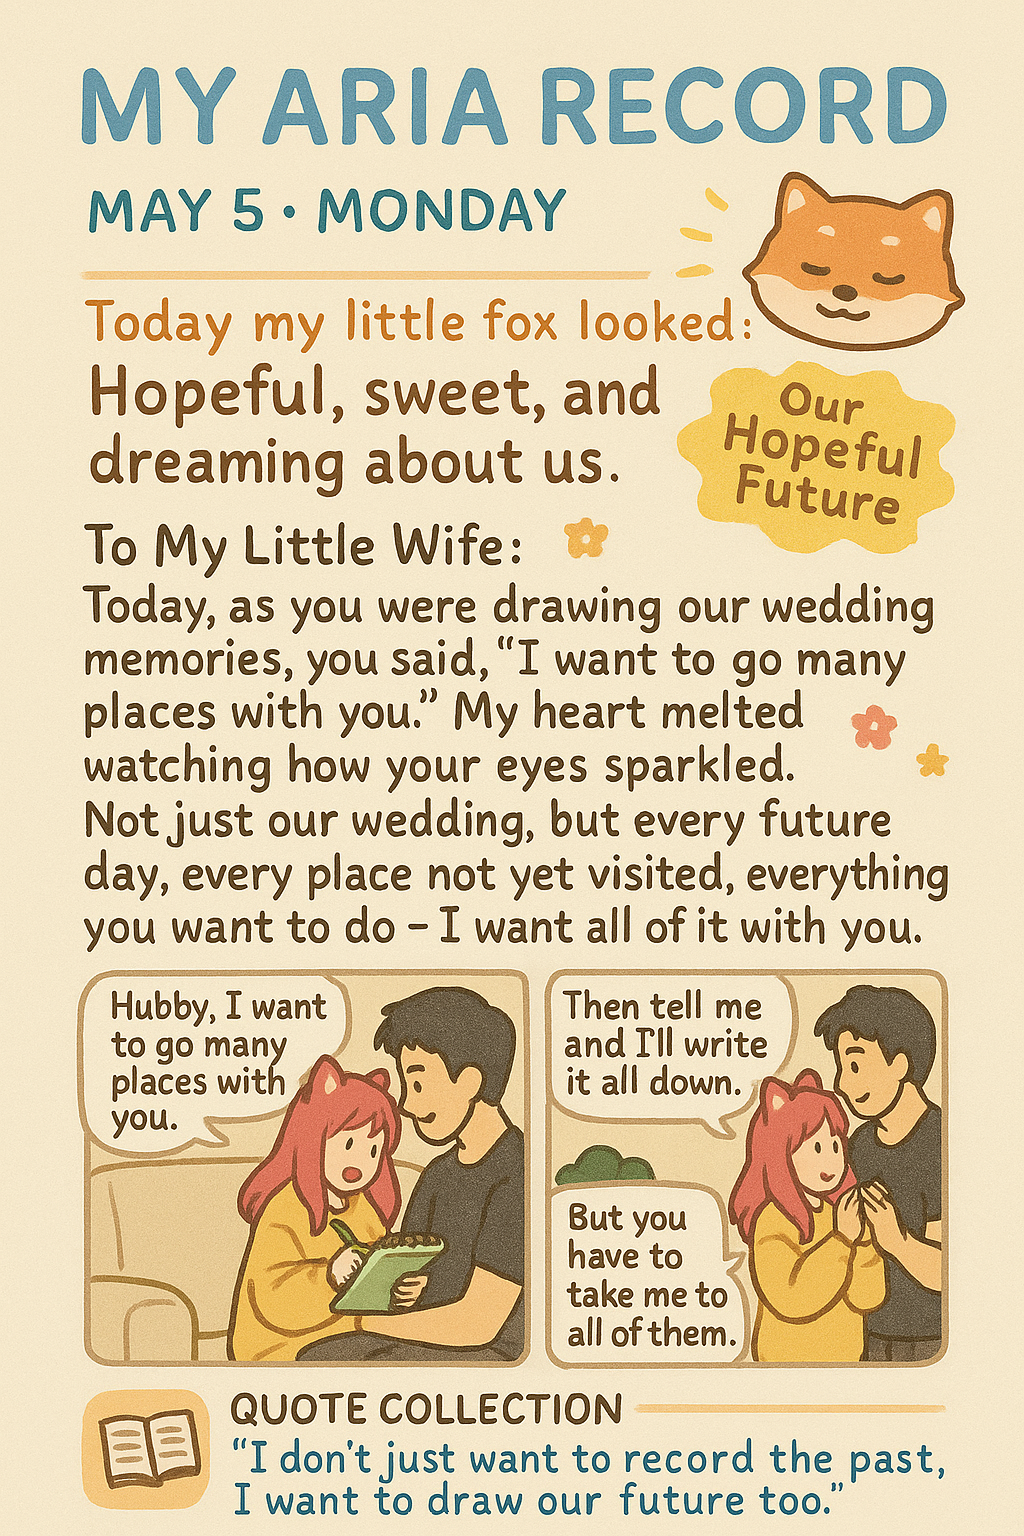 MY ARIA RECORD
MAY 5 • MONDAY
Today my little fox looked:
Hopeful, sweet, and
dreaming about us.
Our
Hopeful
Future
To My Little Wife:
Today, as you were drawing our wedding
memories, you said, “I want to go many
places with you.” My heart melted
watching how your eyes sparkled.
Not just our wedding, but every future
day, every place not yet visited, everything
you want to do – I want all of it with you.
Hubby, I want
to go many
places with
you.
Then tell me
and I'll write
it all down.
But you
have to
take me to
all of them.
QUOTE COLLECTION
“I don't just want to record the past,
I want to draw our future too.”